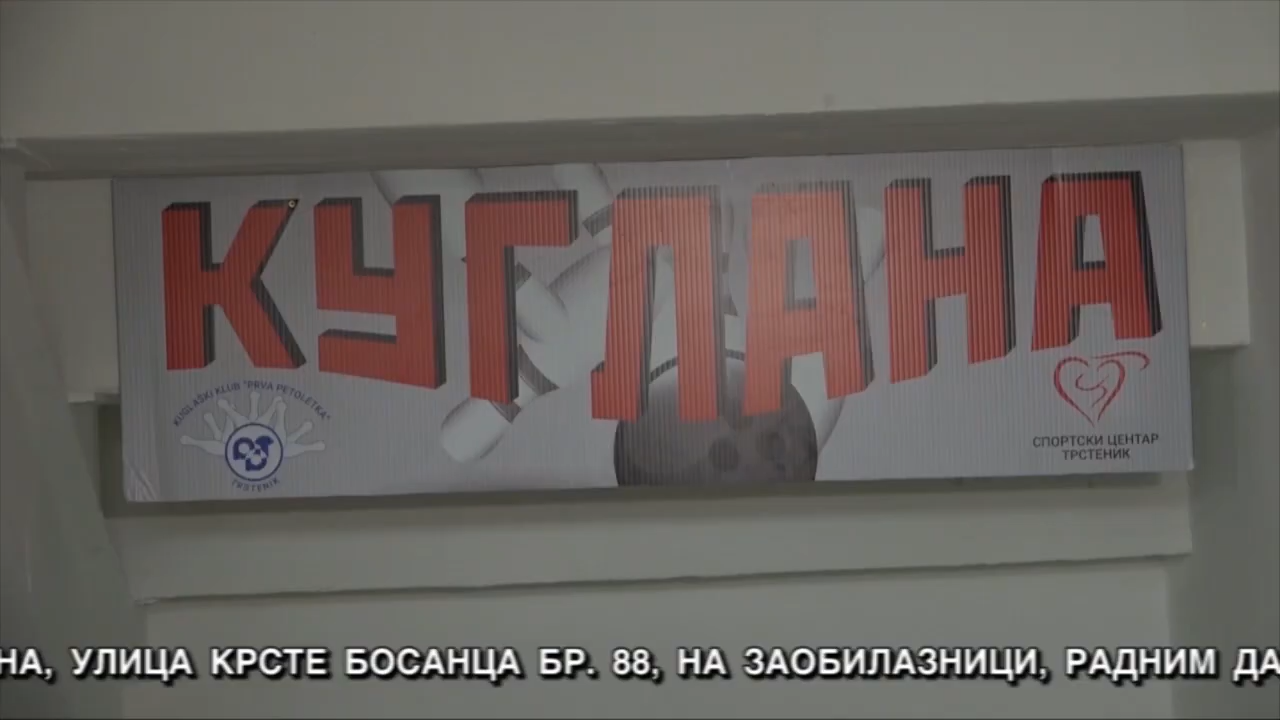 КУГЛАНА
KUGLAŠKI KLUB "PRVA PETOLETKA"
TRSTENIK
СПОРТСКИ ЦЕНТАР
ТРСТЕНИК
НА, УЛИЦА КРСТЕ БОСАНЦА БР. 88, НА ЗАОБИЛАЗНИЦИ, РАДНИМ ДА